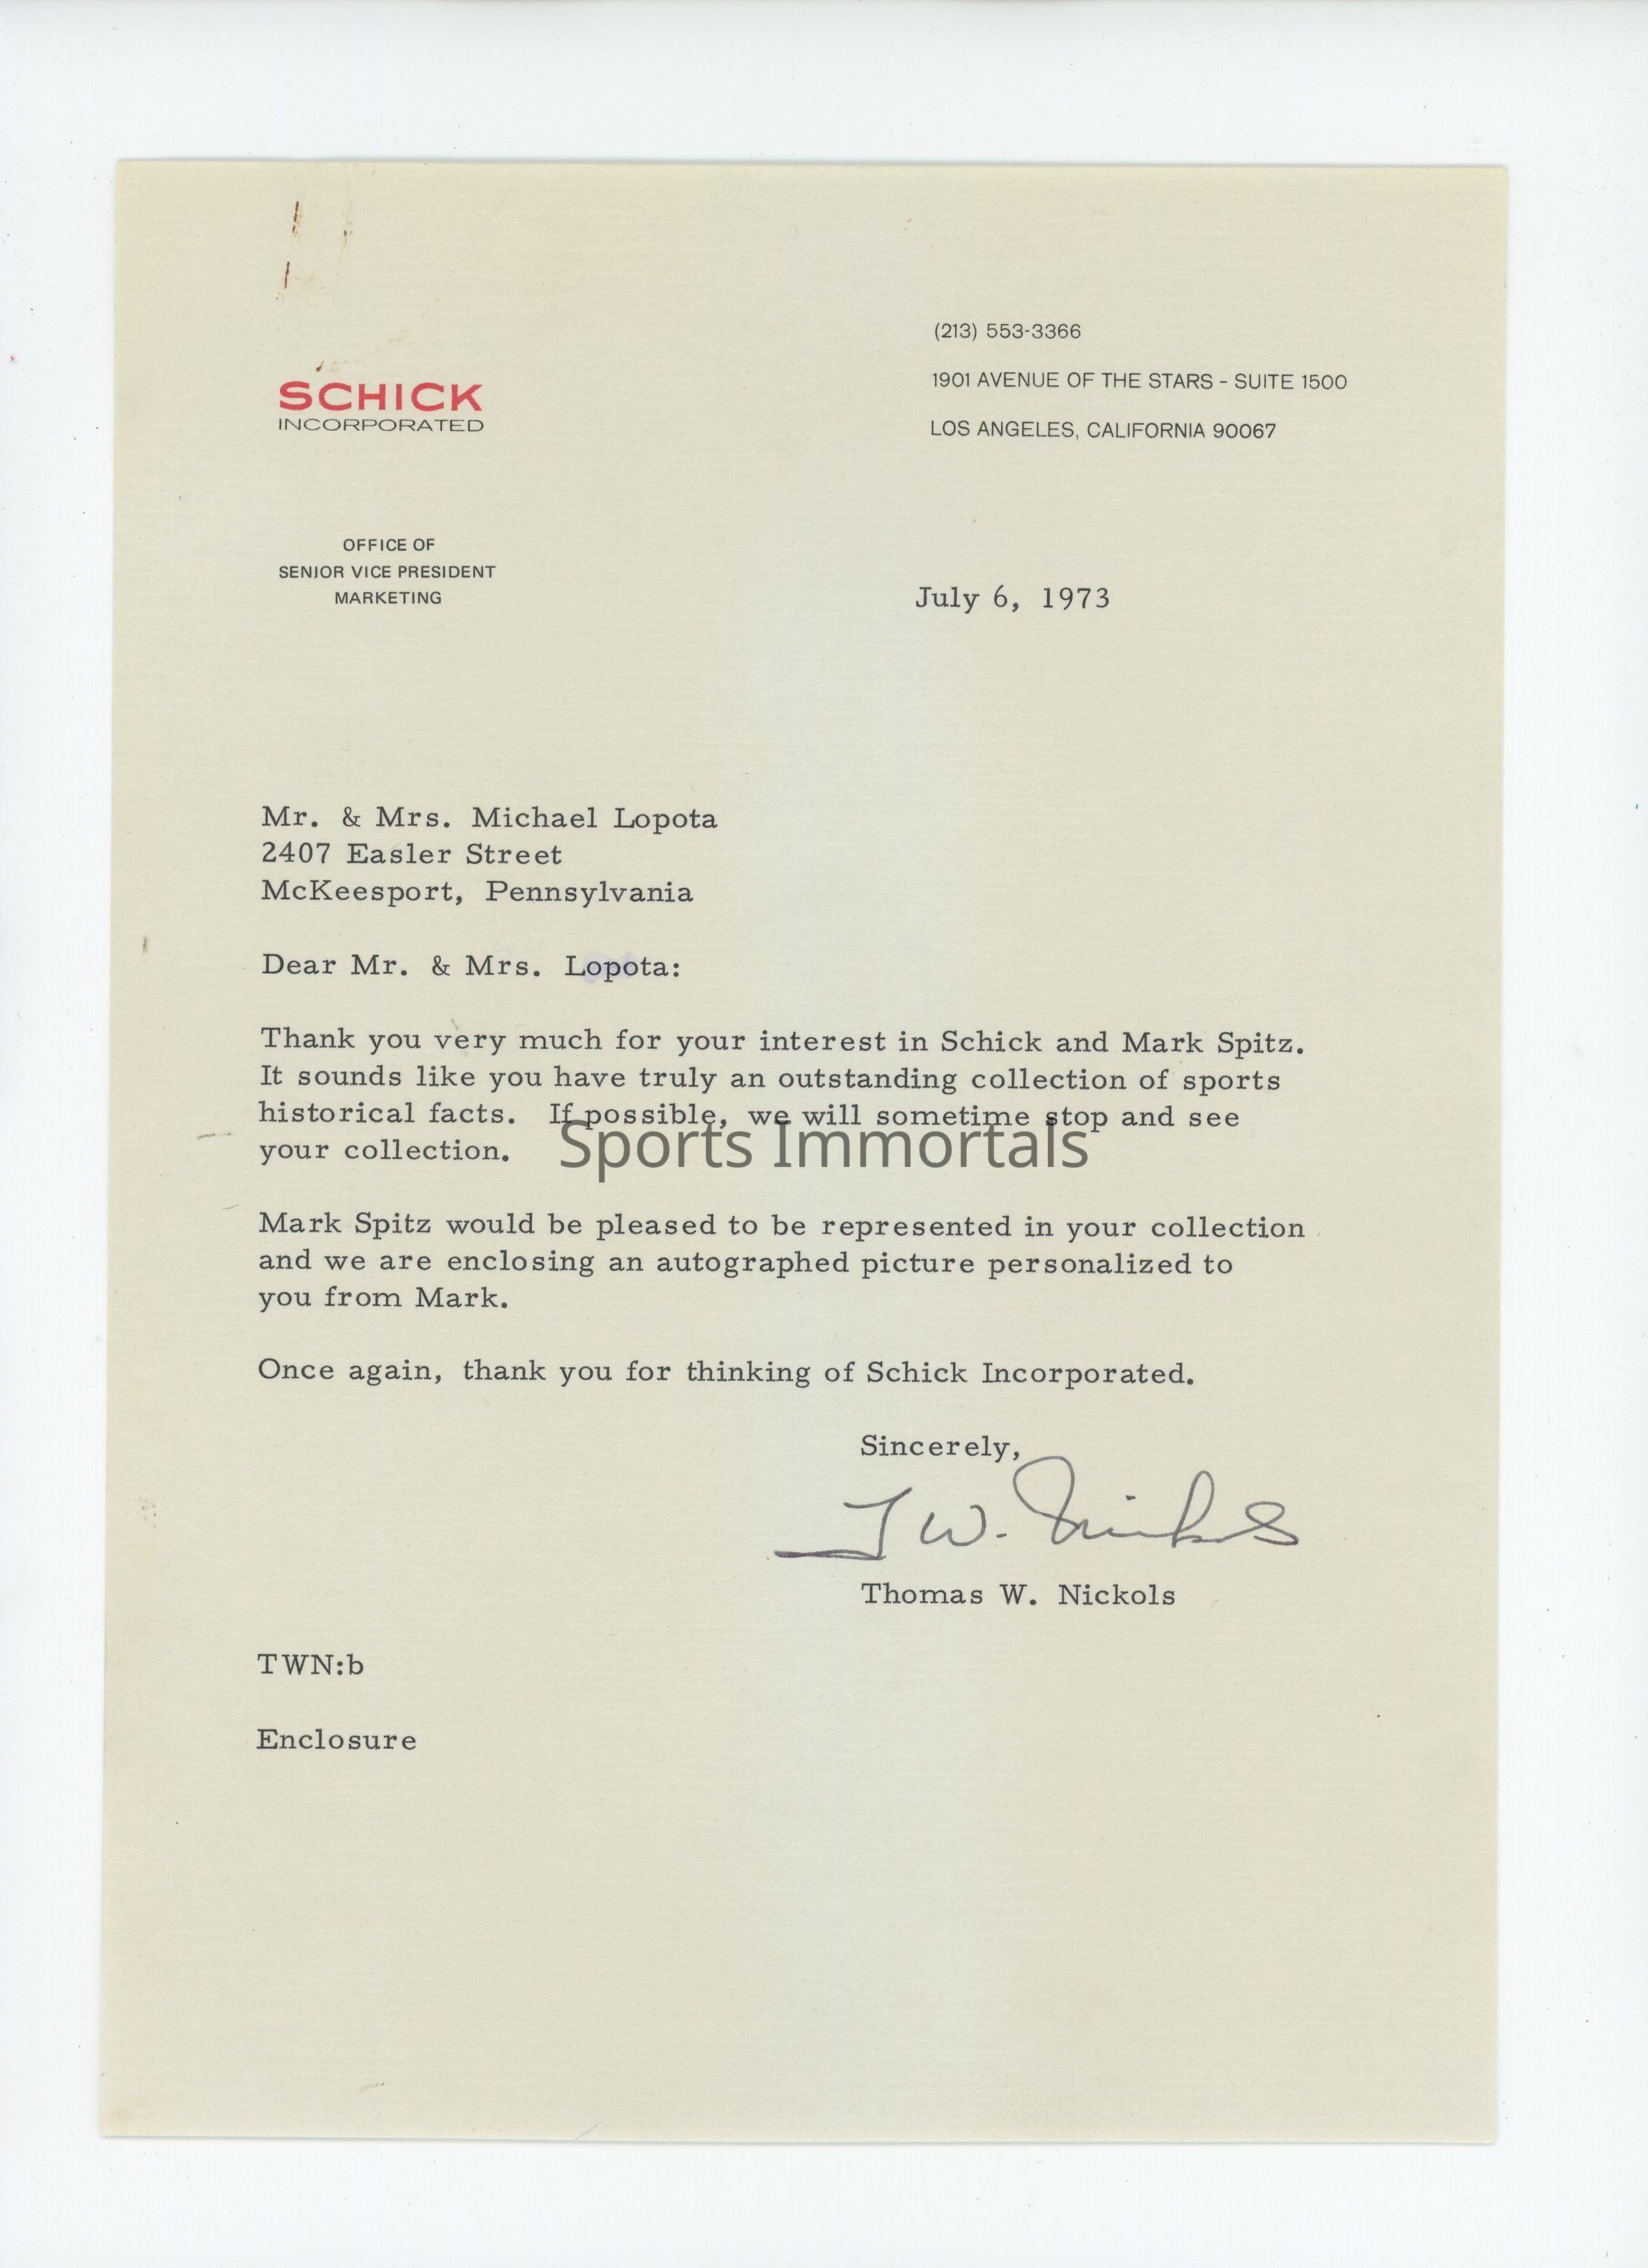 (213) 553-3366
SCHICK
INCORPORATED
1901 AVENUE OF THE STARS - SUITE 1500
LOS ANGELES, CALIFORNIA 90067
OFFICE OF
SENIOR VICE PRESIDENT
MARKETING
July 6, 1973
Mr. & Mrs. Michael Lopota
2407 Easler Street
McKeesport, Pennsylvania
Dear Mr. & Mrs. Lopota:
Thank you very much for your interest in Schick and Mark Spitz.
It sounds like you have truly an outstanding collection of sports
historical facts. If possible, we will sometime stop and see
your collection.
Sports Immortals
Mark Spitz would be pleased to be represented in your collection
and we are enclosing an autographed picture personalized to
you from Mark.
Once again, thank you for thinking of Schick Incorporated.
Sincerely,
T W. Nickols
Thomas W. Nickols
TWN:b
Enclosure